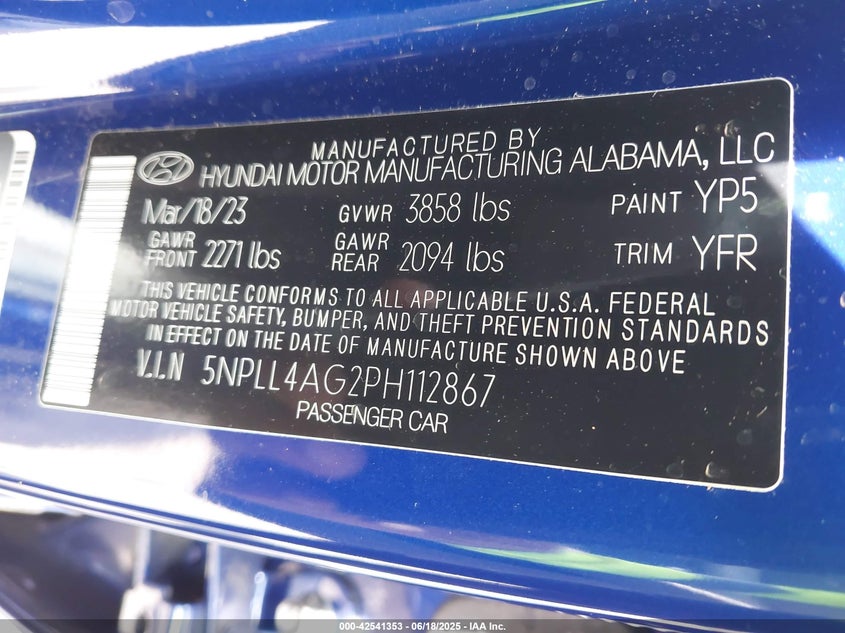 MANUFACTURED BY
HYUNDAI MOTOR MANUFACTURING ALABAMA, LLC
Mar/18/23 GVWR 3858 lbs PAINT YP5
GAWR FRONT 2271 lbs GAWR REAR 2094 lbs TRIM YFR
THIS VEHICLE CONFORMS TO ALL APPLICABLE U.S.A. FEDERAL
MOTOR VEHICLE SAFETY, BUMPER, AND THEFT PREVENTION STANDARDS
IN EFFECT ON THE DATE OF MANUFACTURE SHOWN ABOVE
V.I.N 5NPLL4AG2PH112867
PASSENGER CAR
000-42541353 - 06/18/2025 - IAA Inc.